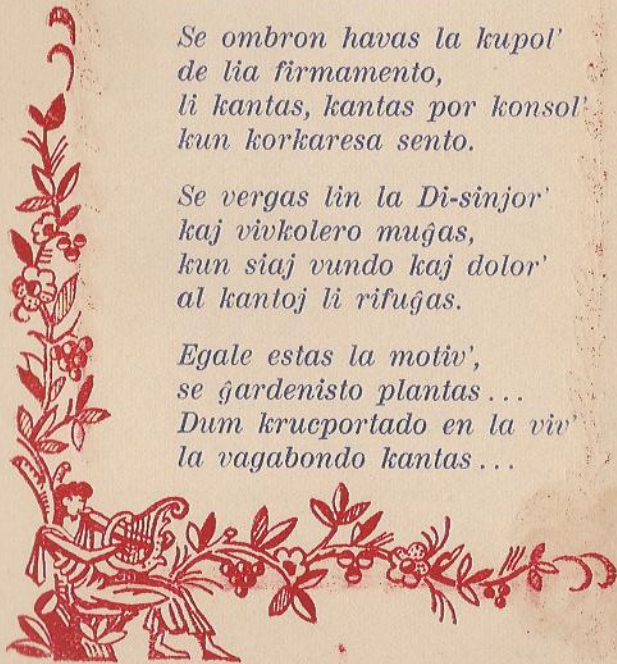 Se ombron havas la kupol'
de lia firmamento,
li kantas, kantas por konsol'
kun korkaresa sento.
Se vergas lin la Di-sinjor'
kaj vivkolero muĝas,
kun siaj vundo kaj dolor'
al kantoj li rifuĝas.
Egale estas la motiv',
se ĝardenisto plantas ...
Dum krucportado en la viv'
la vagabondo kantas ...